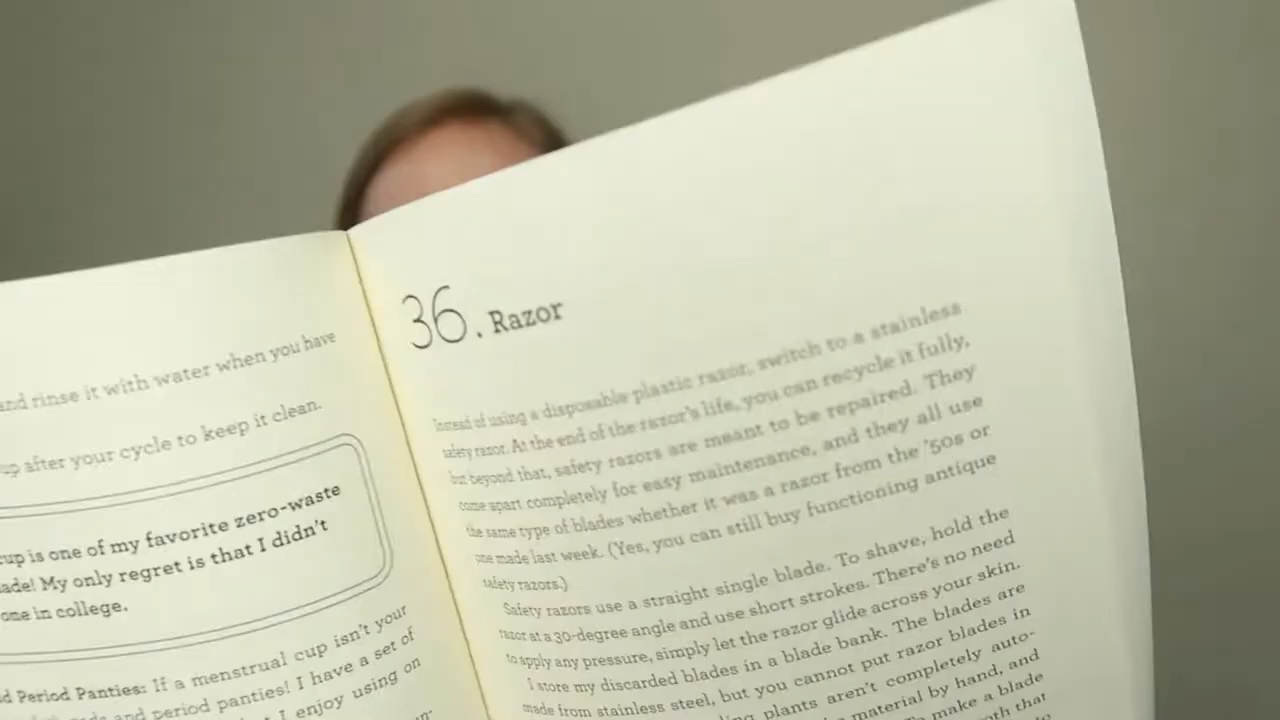 and rinse it with water when you have
up after your cycle to keep it clean.
cup is one of my favorite zero-waste
ade! My only regret is that I didn't
one in college.
d Period Panties: If a menstrual cup isn't your
and period panties! I have a set of
I enjoy using on
36. Razor
Instead of using a disposable plastic razor, switch to a stainless
safety razor. At the end of the razor's life, you can recycle it fully,
but beyond that, safety razors are meant to be repaired. They
come apart completely for easy maintenance, and they all use
the same type of blades whether it was a razor from the '50s or
one made last week. (Yes, you can still buy functioning antique
safety razors.)
Safety razors use a straight single blade. To shave, hold the
razor at a 30-degree angle and use short strokes. There's no need
to apply any pressure, simply let the razor glide across your skin.
I store my discarded blades in a blade bank. The blades are
made from stainless steel, but you cannot put razor blades in
plants aren't completely auto-
material by hand, and
To make a blade
that
to